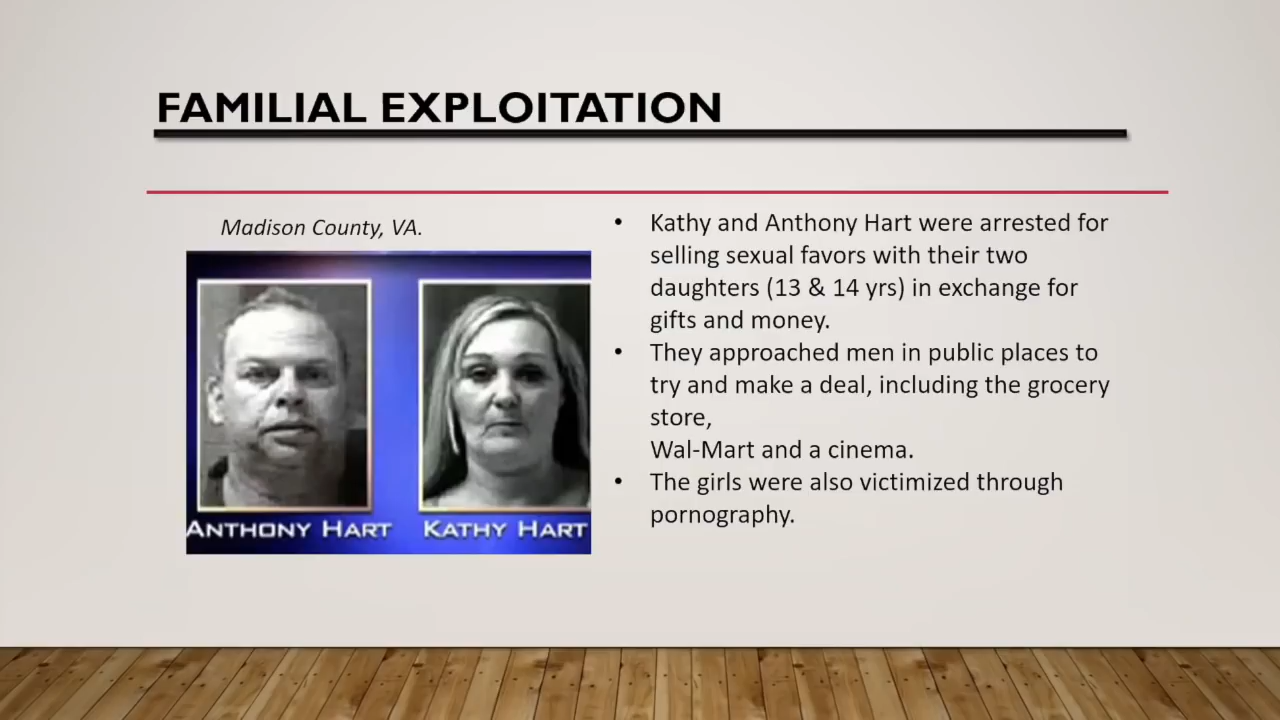 FAMILIAL EXPLOITATION
Madison County, VA.
ANTHONY HART
KATHY HART
• Kathy and Anthony Hart were arrested for
selling sexual favors with their two
daughters (13 & 14 yrs) in exchange for
gifts and money.
• They approached men in public places to
try and make a deal, including the grocery
store,
Wal-Mart and a cinema.
• The girls were also victimized through
pornography.